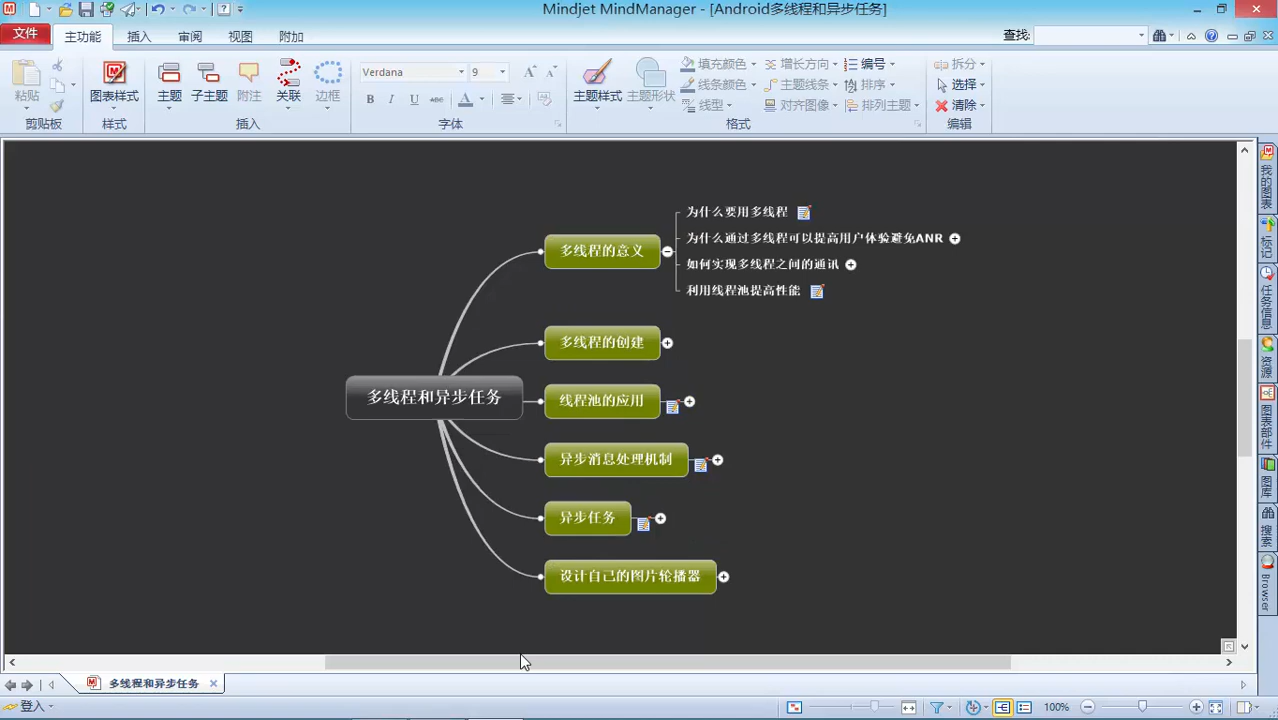 Mindjet MindManager - [Android多线程和异步任务]
文件 主功能 插入 审阅 视图 附加 查找:
粘贴 图表样式 主题 子主题 附注 关联 边框 Verdana 9 主题样式 主题形状 填充颜色 增长方向 编号 拆分
线条颜色 主题线条 排序 选择
B I U abc A 线型 对齐图像 排列主题 清除
剪贴板 样式 插入 字体 格式 编辑
为什么要用多线程
多线程的意义
为什么通过多线程可以提高用户体验避免ANR
如何实现多线程之间的通讯
利用线程池提高性能
多线程的创建
多线程和异步任务
线程池的应用
异步消息处理机制
异步任务
设计自己的图片轮播器
我的图表
标记
任务信息
资源
图表部件
图库
搜索
Browser
多线程和异步任务
登入 100%